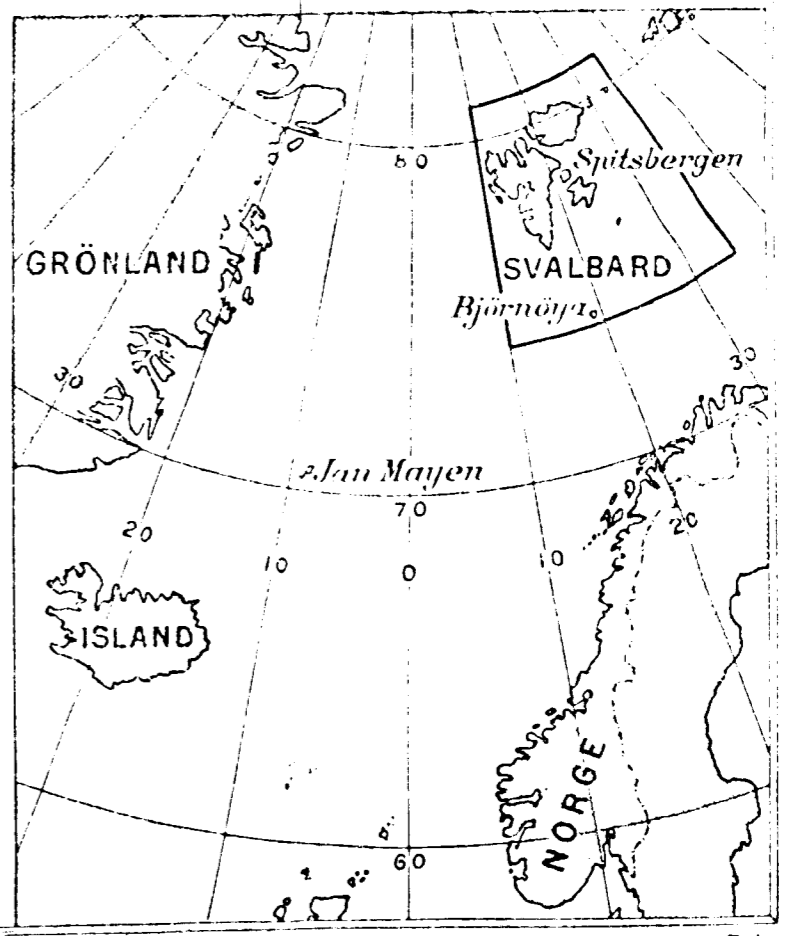 80
Spitsbergen
GRÖNLAND
SVALBARD
Björnöya
30
30
Jan Mayen
70
20
20
10
0
10
ISLAND
NORGE
60